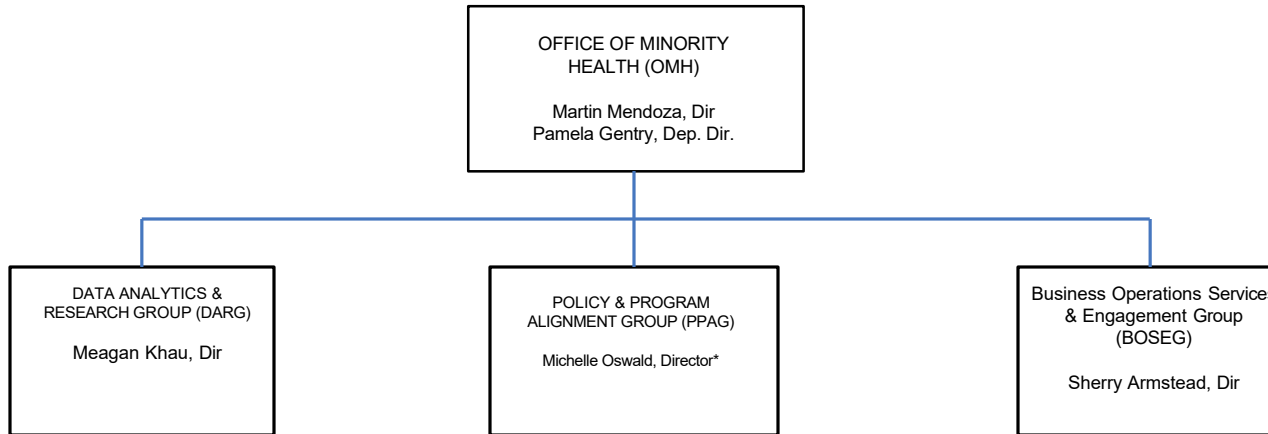 OFFICE OF MINORITY
HEALTH (OMH)
Martin Mendoza, Dir
Pamela Gentry, Dep. Dir.
DATA ANALYTICS &
RESEARCH GROUP (DARG)
Meagan Khau, Dir
POLICY & PROGRAM
ALIGNMENT GROUP (PPAG)
Michelle Oswald, Director*
Business Operations Services
& Engagement Group
(BOSEG)
Sherry Armstead, Dir